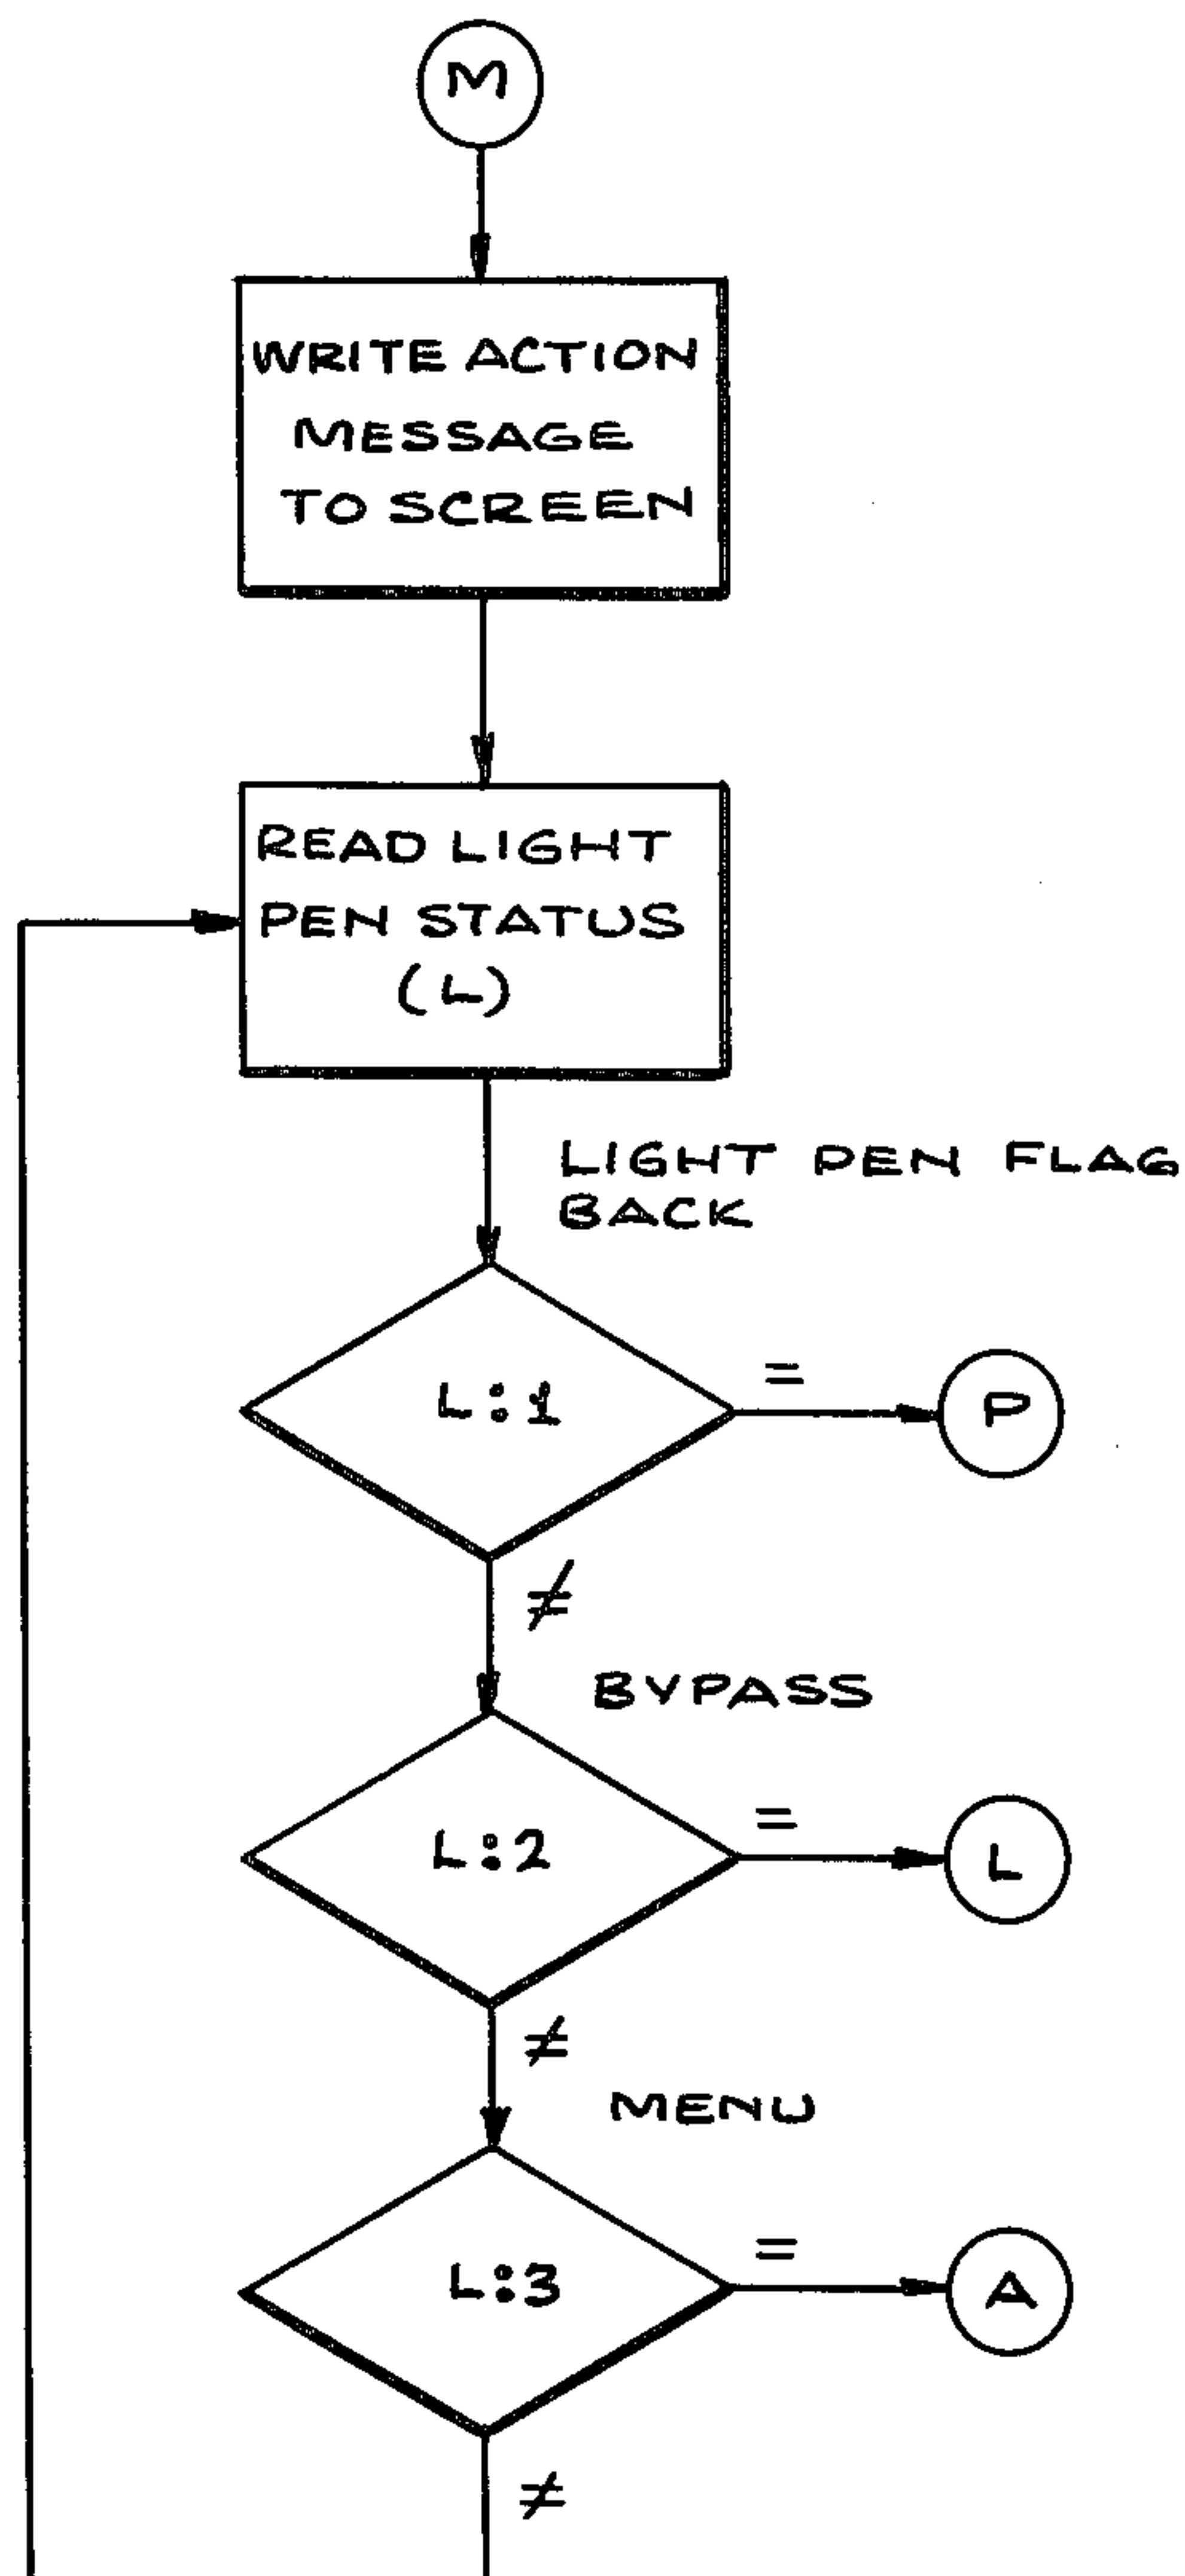 M
WRITE ACTION
MESSAGE
TO SCREEN
READ LIGHT
PEN STATUS
(L)
LIGHT PEN FLAG
BACK
L:1
=
P
≠
BYPASS
L:2
=
L
≠
MENU
L:3
=
A
≠